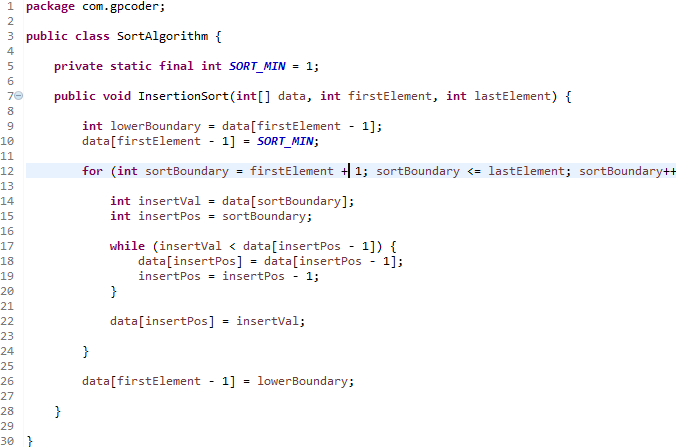 1 package com.gpcoder;
2
3 public class SortAlgorithm {
4
5     private static final int SORT_MIN = 1;
6
7     public void InsertionSort(int[] data, int firstElement, int lastElement) {
8
9         int lowerBoundary = data[firstElement - 1];
10         data[firstElement - 1] = SORT_MIN;
11
12         for (int sortBoundary = firstElement + 1; sortBoundary <= lastElement; sortBoundary++
13
14             int insertVal = data[sortBoundary];
15             int insertPos = sortBoundary;
16
17             while (insertVal < data[insertPos - 1]) {
18                 data[insertPos] = data[insertPos - 1];
19                 insertPos = insertPos - 1;
20             }
21
22             data[insertPos] = insertVal;
23
24         }
25
26         data[firstElement - 1] = lowerBoundary;
27
28     }
29
30 }